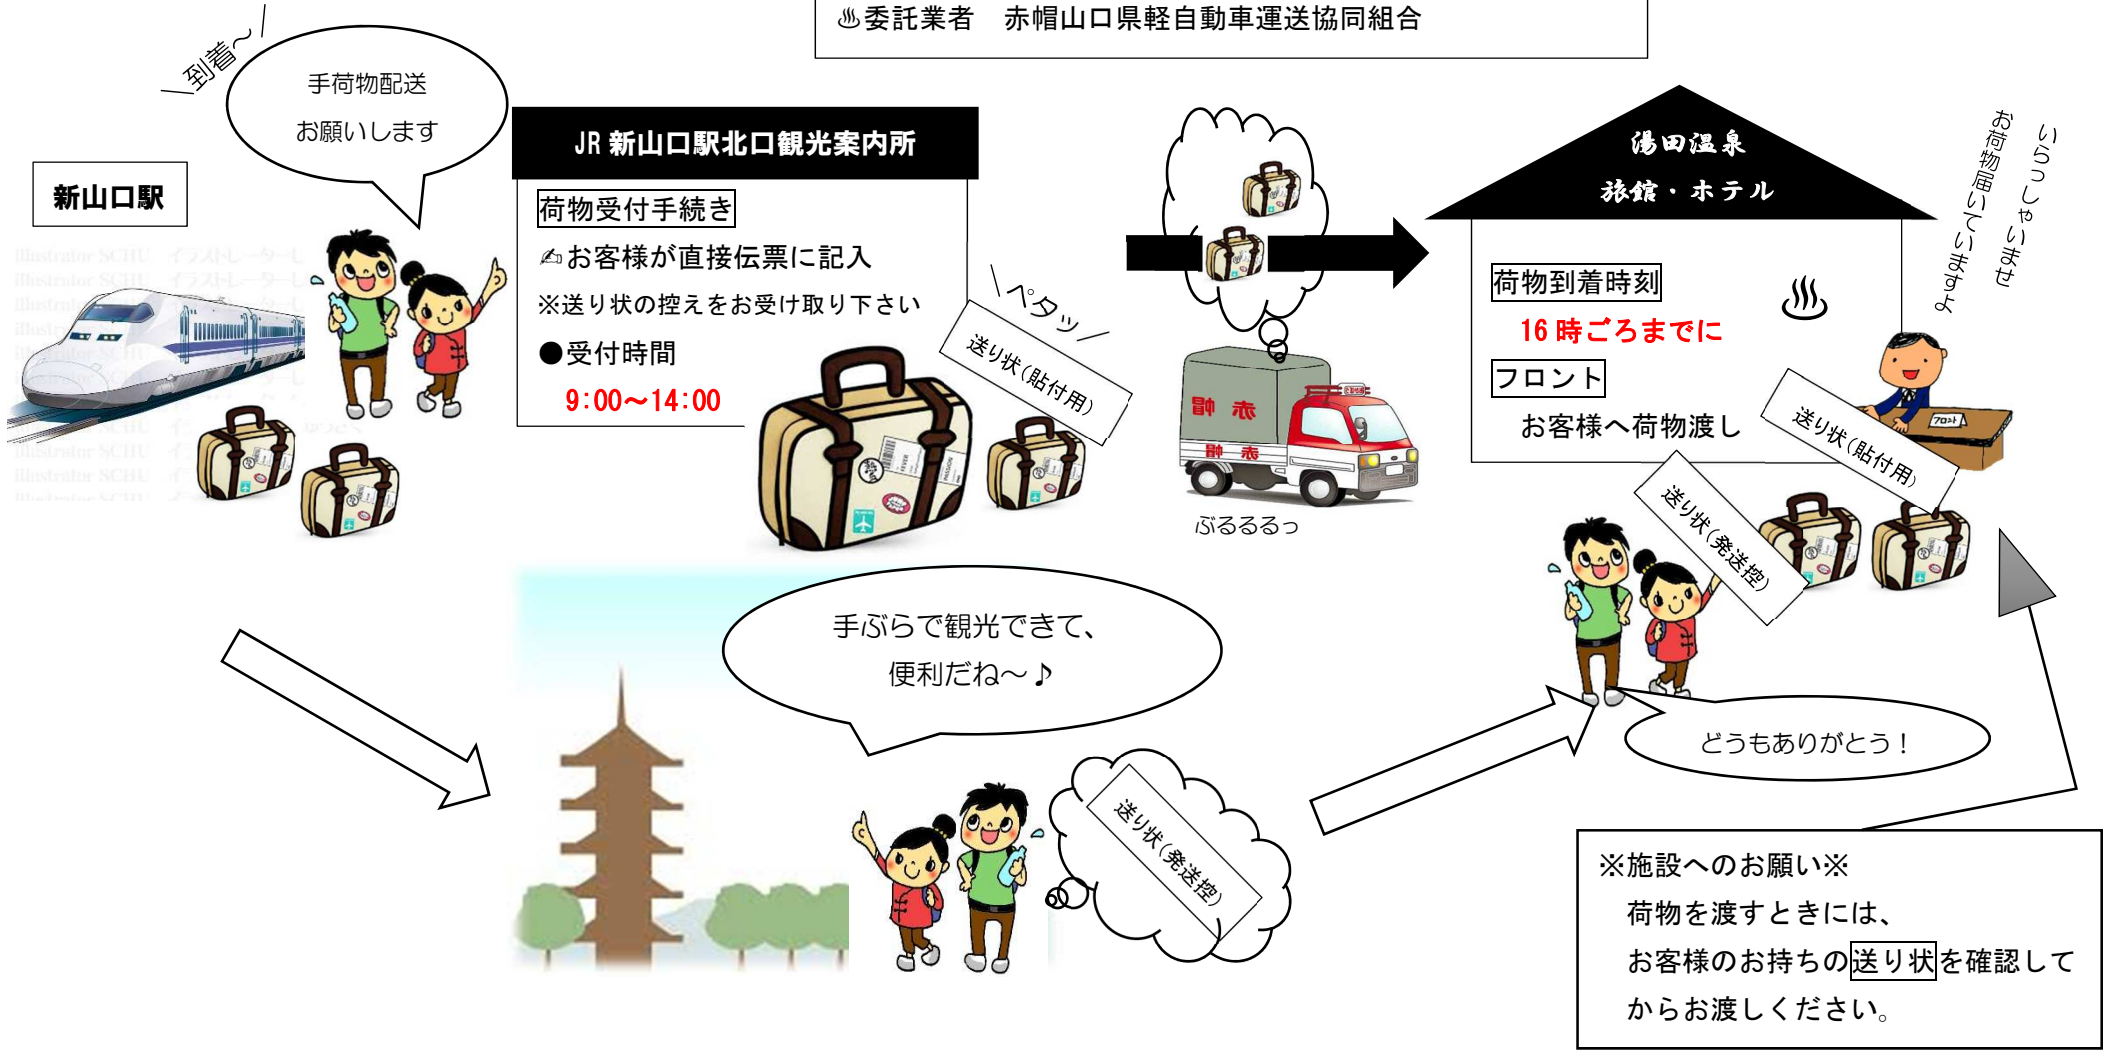 ♨委託業者　赤帽山口県軽自動車運送協同組合
＼到着～／
手荷物配送
お願いします
新山口駅
JR 新山口駅北口観光案内所
荷物受付手続き
✍お客様が直接伝票に記入
※送り状の控えをお受け取り下さい
●受付時間
9:00～14:00
＼ペタッ／
送り状(貼付用)
赤帽
赤帽
ぶるるるっ
湯田温泉
旅館・ホテル
荷物到着時刻
♨
16 時ごろまでに
フロント
お客様へ荷物渡し
いらっしゃいませ
お荷物届いていますよ
フロント
送り状(貼付用)
送り状(発送控)
手ぶらで観光できて、
便利だね～♪
送り状(発送控)
どうもありがとう！
※施設へのお願い※
荷物を渡すときには、
お客様のお持ちの送り状を確認して
からお渡しください。